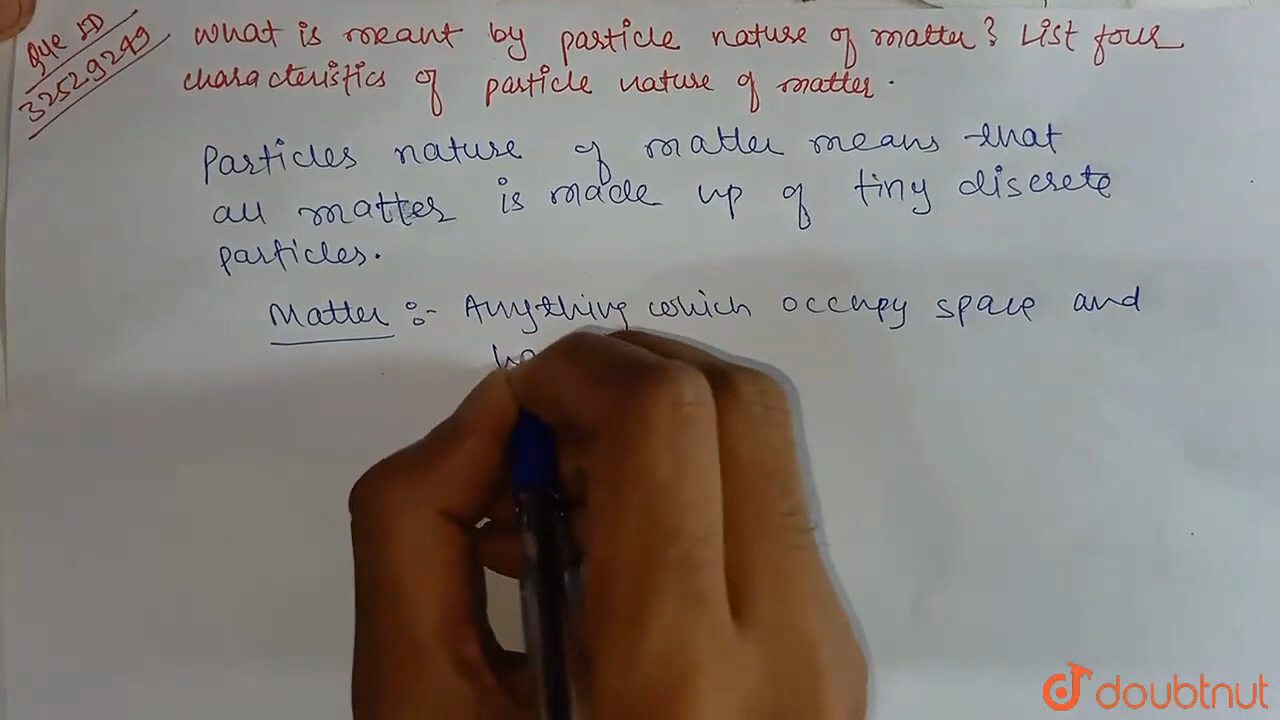 Que ID
32529249
What is meant by particle nature of matter? List four
characteristics of particle nature of matter.
Particles nature of matter means that
all matter is made up of tiny discrete
particles.
Matter :- Anything which occupy space and
doubtnut